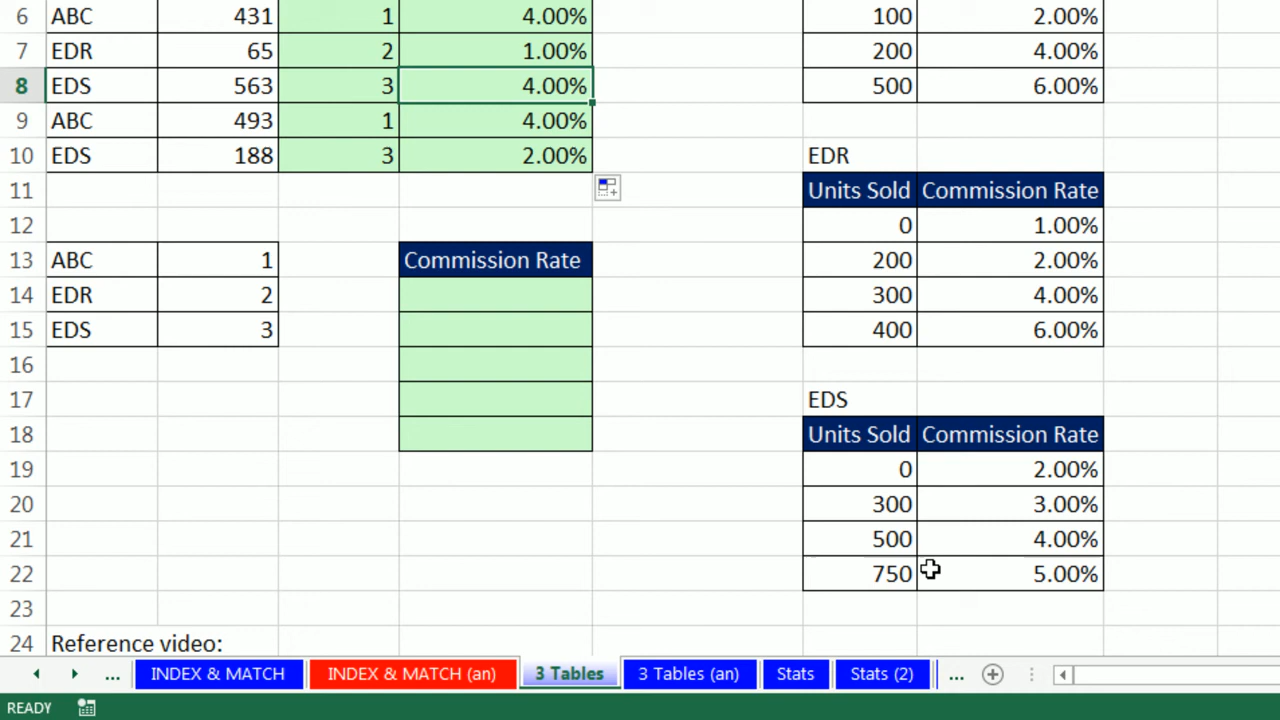 6 ABC 431 1 4.00% 100 2.00%
7 EDR 65 2 1.00% 200 4.00%
8 EDS 563 3 4.00% 500 6.00%
9 ABC 493 1 4.00%
10 EDS 188 3 2.00% EDR
11 Units Sold Commission Rate
12 0 1.00%
13 ABC 1 Commission Rate 200 2.00%
14 EDR 2 300 4.00%
15 EDS 3 400 6.00%
16
17 EDS
18 Units Sold Commission Rate
19 0 2.00%
20 300 3.00%
21 500 4.00%
22 750 5.00%
23
24 Reference video:
... INDEX & MATCH INDEX & MATCH (an) 3 Tables 3 Tables (an) Stats Stats (2) ...
READY